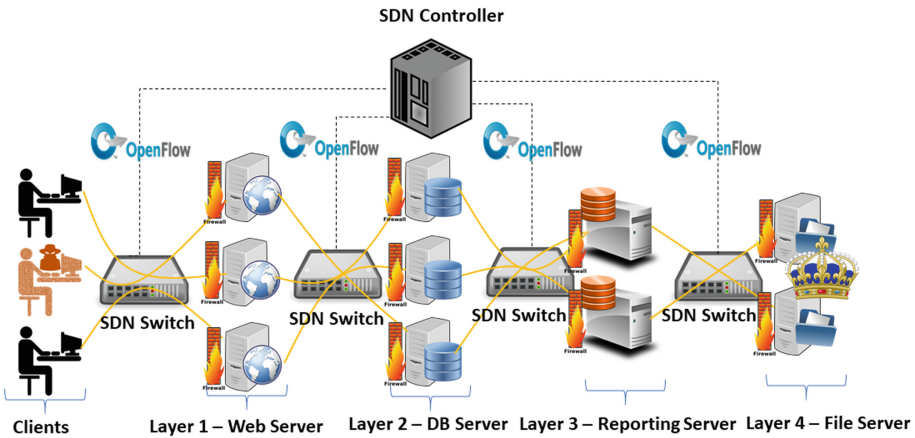 SDN Controller
OpenFlow
OpenFlow
OpenFlow
OpenFlow
Firewall
Firewall
Firewall
Firewall
Firewall
Firewall
Firewall
Firewall
Firewall
Firewall
SDN Switch
SDN Switch
SDN Switch
SDN Switch
Clients
Layer 1 – Web Server
Layer 2 – DB Server
Layer 3 – Reporting Server
Layer 4 – File Server